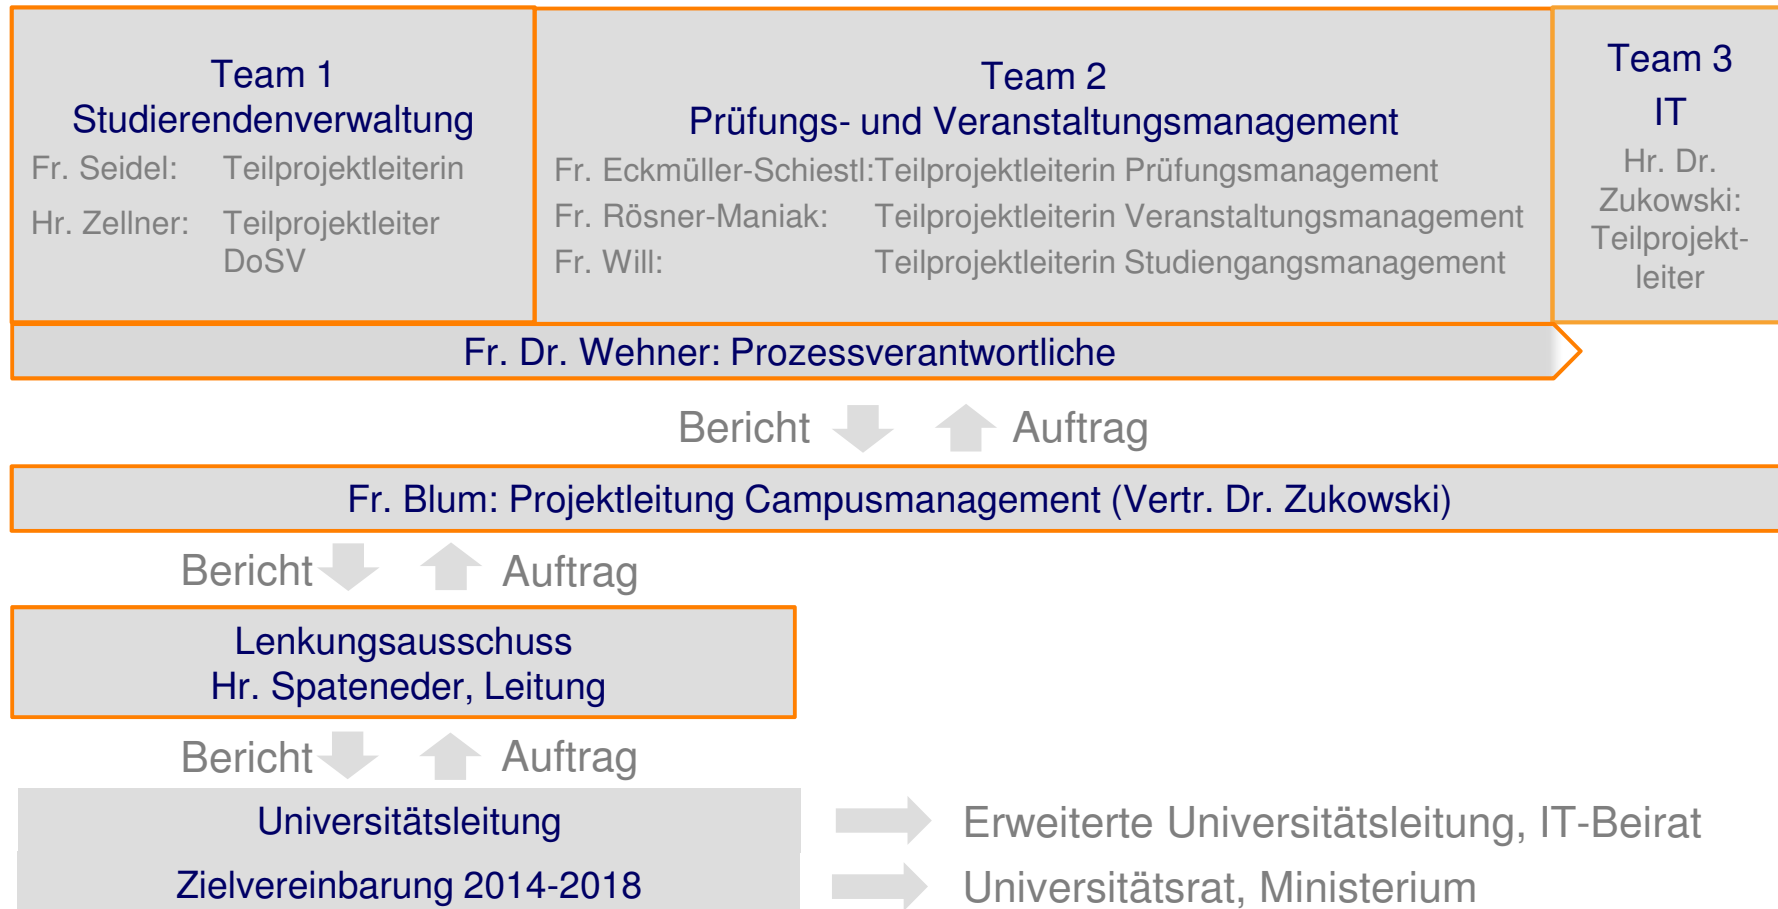 Team 1
Studierendenverwaltung
Fr. Seidel: Teilprojektleiterin
Hr. Zellner: Teilprojektleiter
DoSV
Team 2
Prüfungs- und Veranstaltungsmanagement
Fr. Eckmüller-Schiestl:Teilprojektleiterin Prüfungsmanagement
Fr. Rösner-Maniak: Teilprojektleiterin Veranstaltungsmanagement
Fr. Will: Teilprojektleiterin Studiengangsmanagement
Team 3
IT
Hr. Dr.
Zukowski:
Teilprojekt-
leiter
Fr. Dr. Wehner: Prozessverantwortliche
Bericht Auftrag
Fr. Blum: Projektleitung Campusmanagement (Vertr. Dr. Zukowski)
Bericht Auftrag
Lenkungsausschuss
Hr. Spateneder, Leitung
Bericht Auftrag
Universitätsleitung Erweiterte Universitätsleitung, IT-Beirat
Zielvereinbarung 2014-2018 Universitätsrat, Ministerium